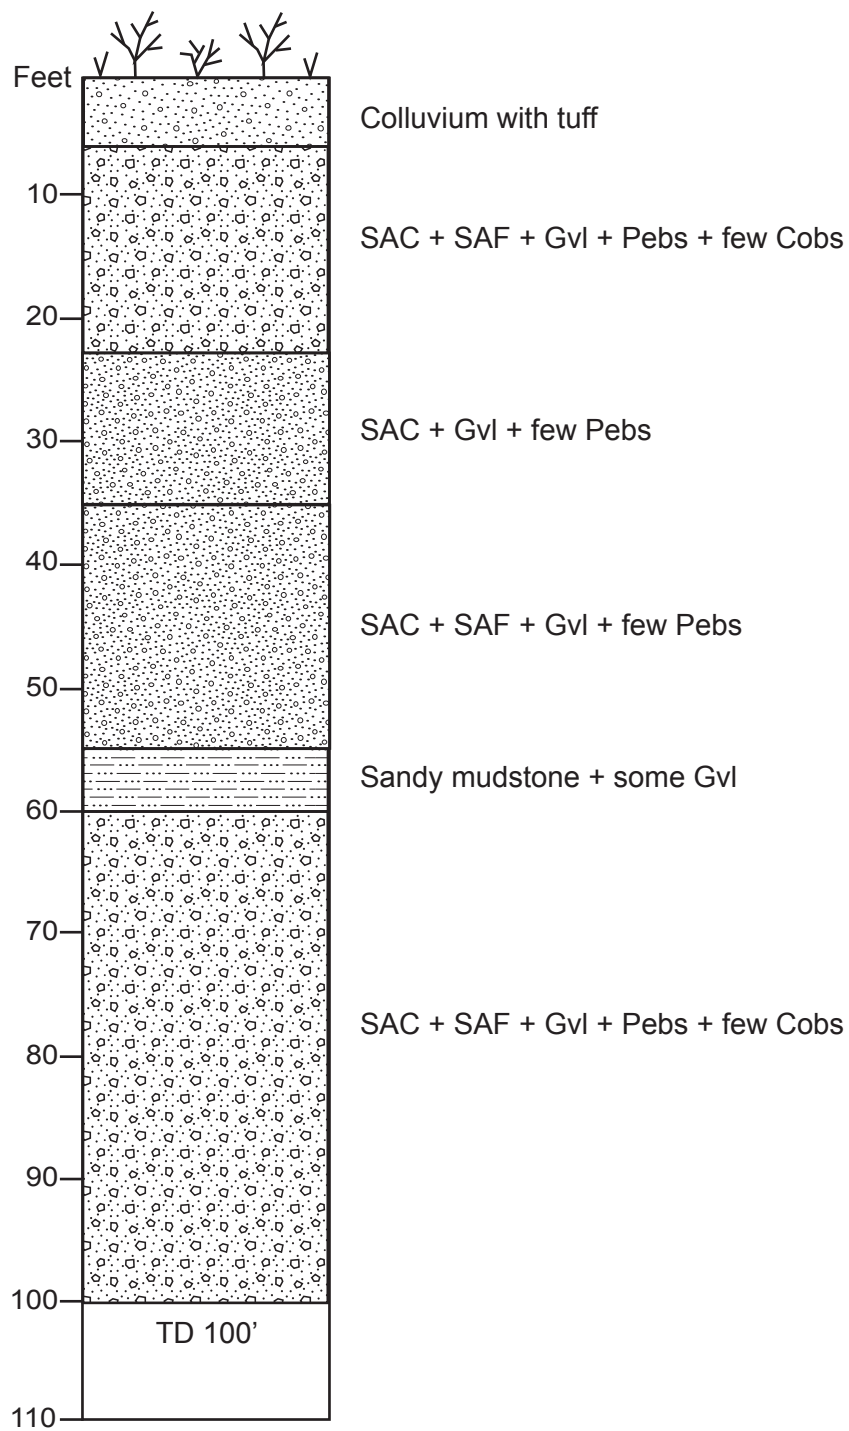 Feet
Colluvium with tuff
10
SAC + SAF + Gvl + Pebs + few Cobs
20
SAC + Gvl + few Pebs
30
40
SAC + SAF + Gvl + few Pebs
50
Sandy mudstone + some Gvl
60
70
SAC + SAF + Gvl + Pebs + few Cobs
80
90
100
TD 100’
110